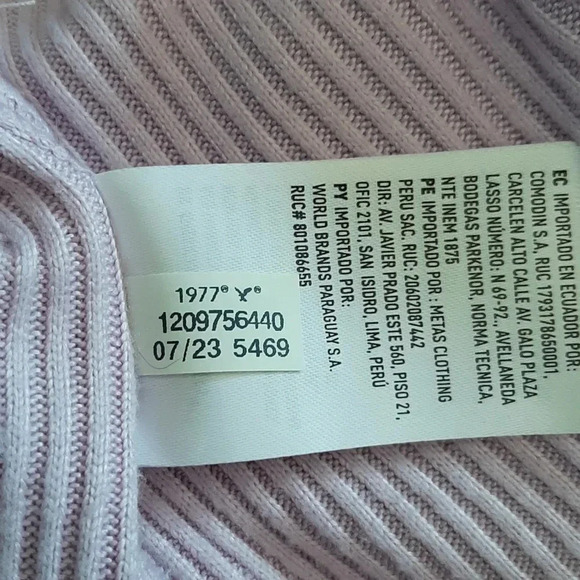 1977® ®
1209756440
07/23 5469
EC IMPORTADO EN ECUADOR POR:
COMODIN S.A, RUC 1793178650001,
CARCELEN ALTO CALLE AV, GALO PLAZA
LASSO NÚMERO: N 69-92., AVELLANEDA
BODEGAS PARKENOR, NORMA TECNICA,
NTE INEM 1875
PE IMPORTADO POR : METAS CLOTHING
PERU SAC. RUC: 20602087442
DIR: AV. JAVIER PRADO ESTE 560, PISO 21,
OFIC 2101, SAN ISIDRO, LIMA, PERÚ
PY IMPORTADO POR:
WORLD BRANDS PARAGUAY S.A.
RUC# 801086655